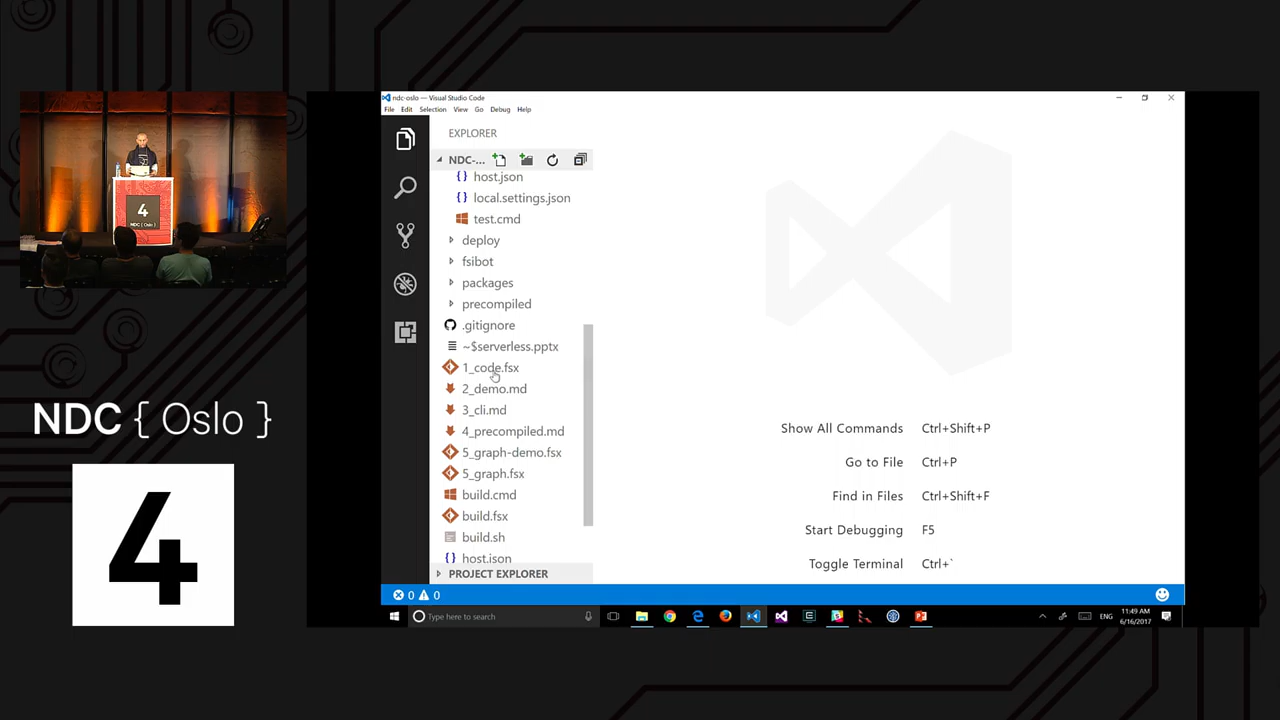 ndc-oslo — Visual Studio Code
File Edit Selection View Go Debug Help
EXPLORER
NDC-...
host.json
local.settings.json
test.cmd
deploy
fsibot
packages
precompiled
.gitignore
~$serverless.pptx
1_code.fsx
2_demo.md
3_cli.md
4_precompiled.md
5_graph-demo.fsx
5_graph.fsx
build.cmd
build.fsx
build.sh
host.json
PROJECT EXPLORER
Show All Commands Ctrl+Shift+P
Go to File Ctrl+P
Find in Files Ctrl+Shift+F
Start Debugging F5
Toggle Terminal Ctrl+`
0 0
Type here to search
ENG
11:49 AM
6/16/2017
4
NDC { Oslo }
NDC { Oslo }
4